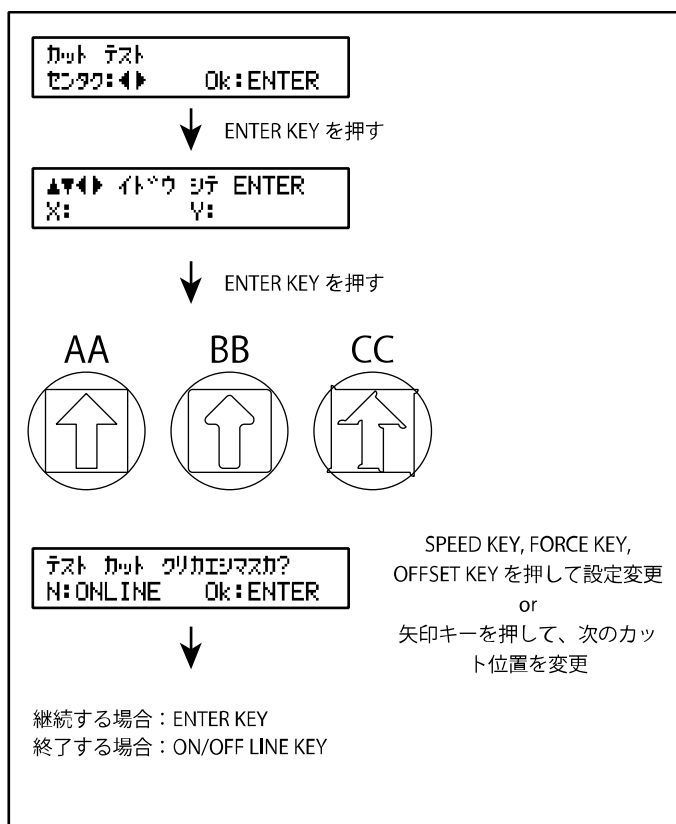 カット テスト
センタク:◀▶ Ok:ENTER
ENTER KEY を押す
▲▼◀▶ イドウ シテ ENTER
X: Y:
ENTER KEY を押す
AA BB CC
テスト カット クリカエシマスカ?
N:ONLINE Ok:ENTER
SPEED KEY, FORCE KEY,
OFFSET KEY を押して設定変更
or
矢印キーを押して、次のカッ
ト位置を変更
継続する場合：ENTER KEY
終了する場合：ON/OFF LINE KEY